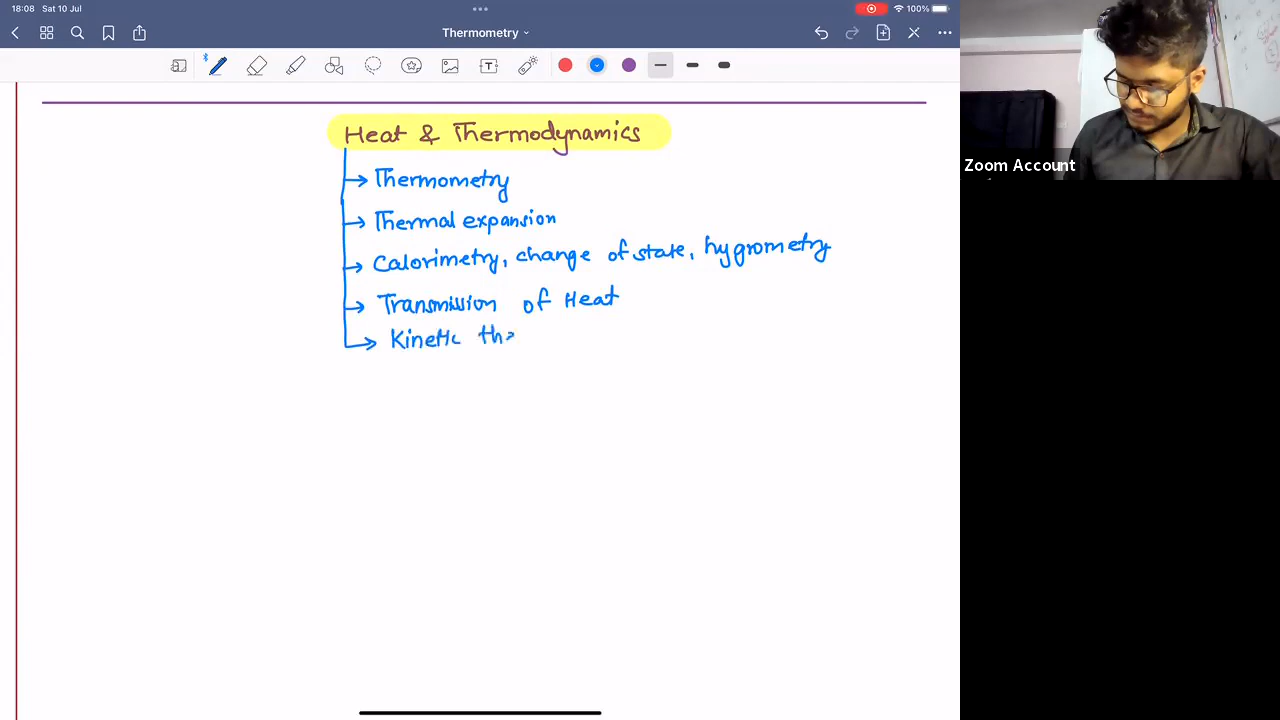 18:08 Sat 10 Jul
100%
Thermometry
T
Heat & Thermodynamics
Thermometry
Thermal expansion
Calorimetry, change of state, hygrometry
Transmission of Heat
Kinetic
Zoom Account